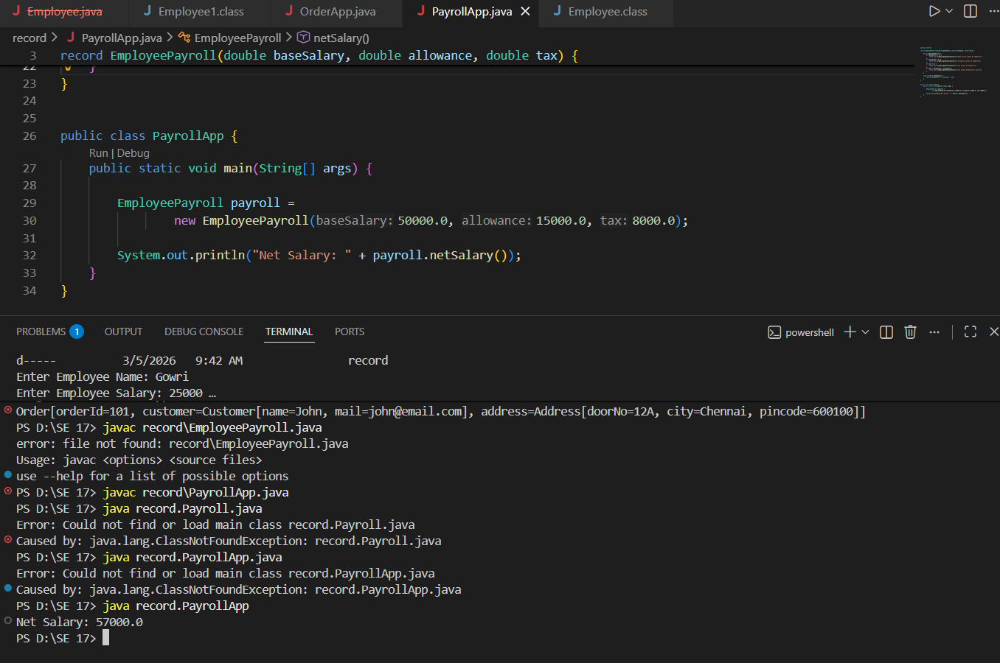 Employee.java Employee1.class OrderApp.java PayrollApp.java Employee.class
record > PayrollApp.java > EmployeePayroll > netSalary()
3 record EmployeePayroll(double baseSalary, double allowance, double tax) {
22 }
23 }
24
25
26 public class PayrollApp {
Run | Debug
27 public static void main(String[] args) {
28
29 EmployeePayroll payroll =
30 new EmployeePayroll(baseSalary: 50000.0, allowance: 15000.0, tax: 8000.0);
31
32 System.out.println("Net Salary: " + payroll.netSalary());
33 }
34 }
PROBLEMS 1 OUTPUT DEBUG CONSOLE TERMINAL PORTS powershell
d----- 3/5/2026 9:42 AM record
Enter Employee Name: Gowri
Enter Employee Salary: 25000 …
Order[orderId=101, customer=Customer[name=John, mail=john@email.com], address=Address[doorNo=12A, city=Chennai, pincode=600100]]
PS D:\SE 17> javac record\EmployeePayroll.java
error: file not found: record\EmployeePayroll.java
Usage: javac <options> <source files>
use --help for a list of possible options
PS D:\SE 17> javac record\PayrollApp.java
PS D:\SE 17> java record.Payroll.java
Error: Could not find or load main class record.Payroll.java
Caused by: java.lang.ClassNotFoundException: record.Payroll.java
PS D:\SE 17> java record.PayrollApp.java
Error: Could not find or load main class record.PayrollApp.java
Caused by: java.lang.ClassNotFoundException: record.PayrollApp.java
PS D:\SE 17> java record.PayrollApp
Net Salary: 57000.0
PS D:\SE 17>